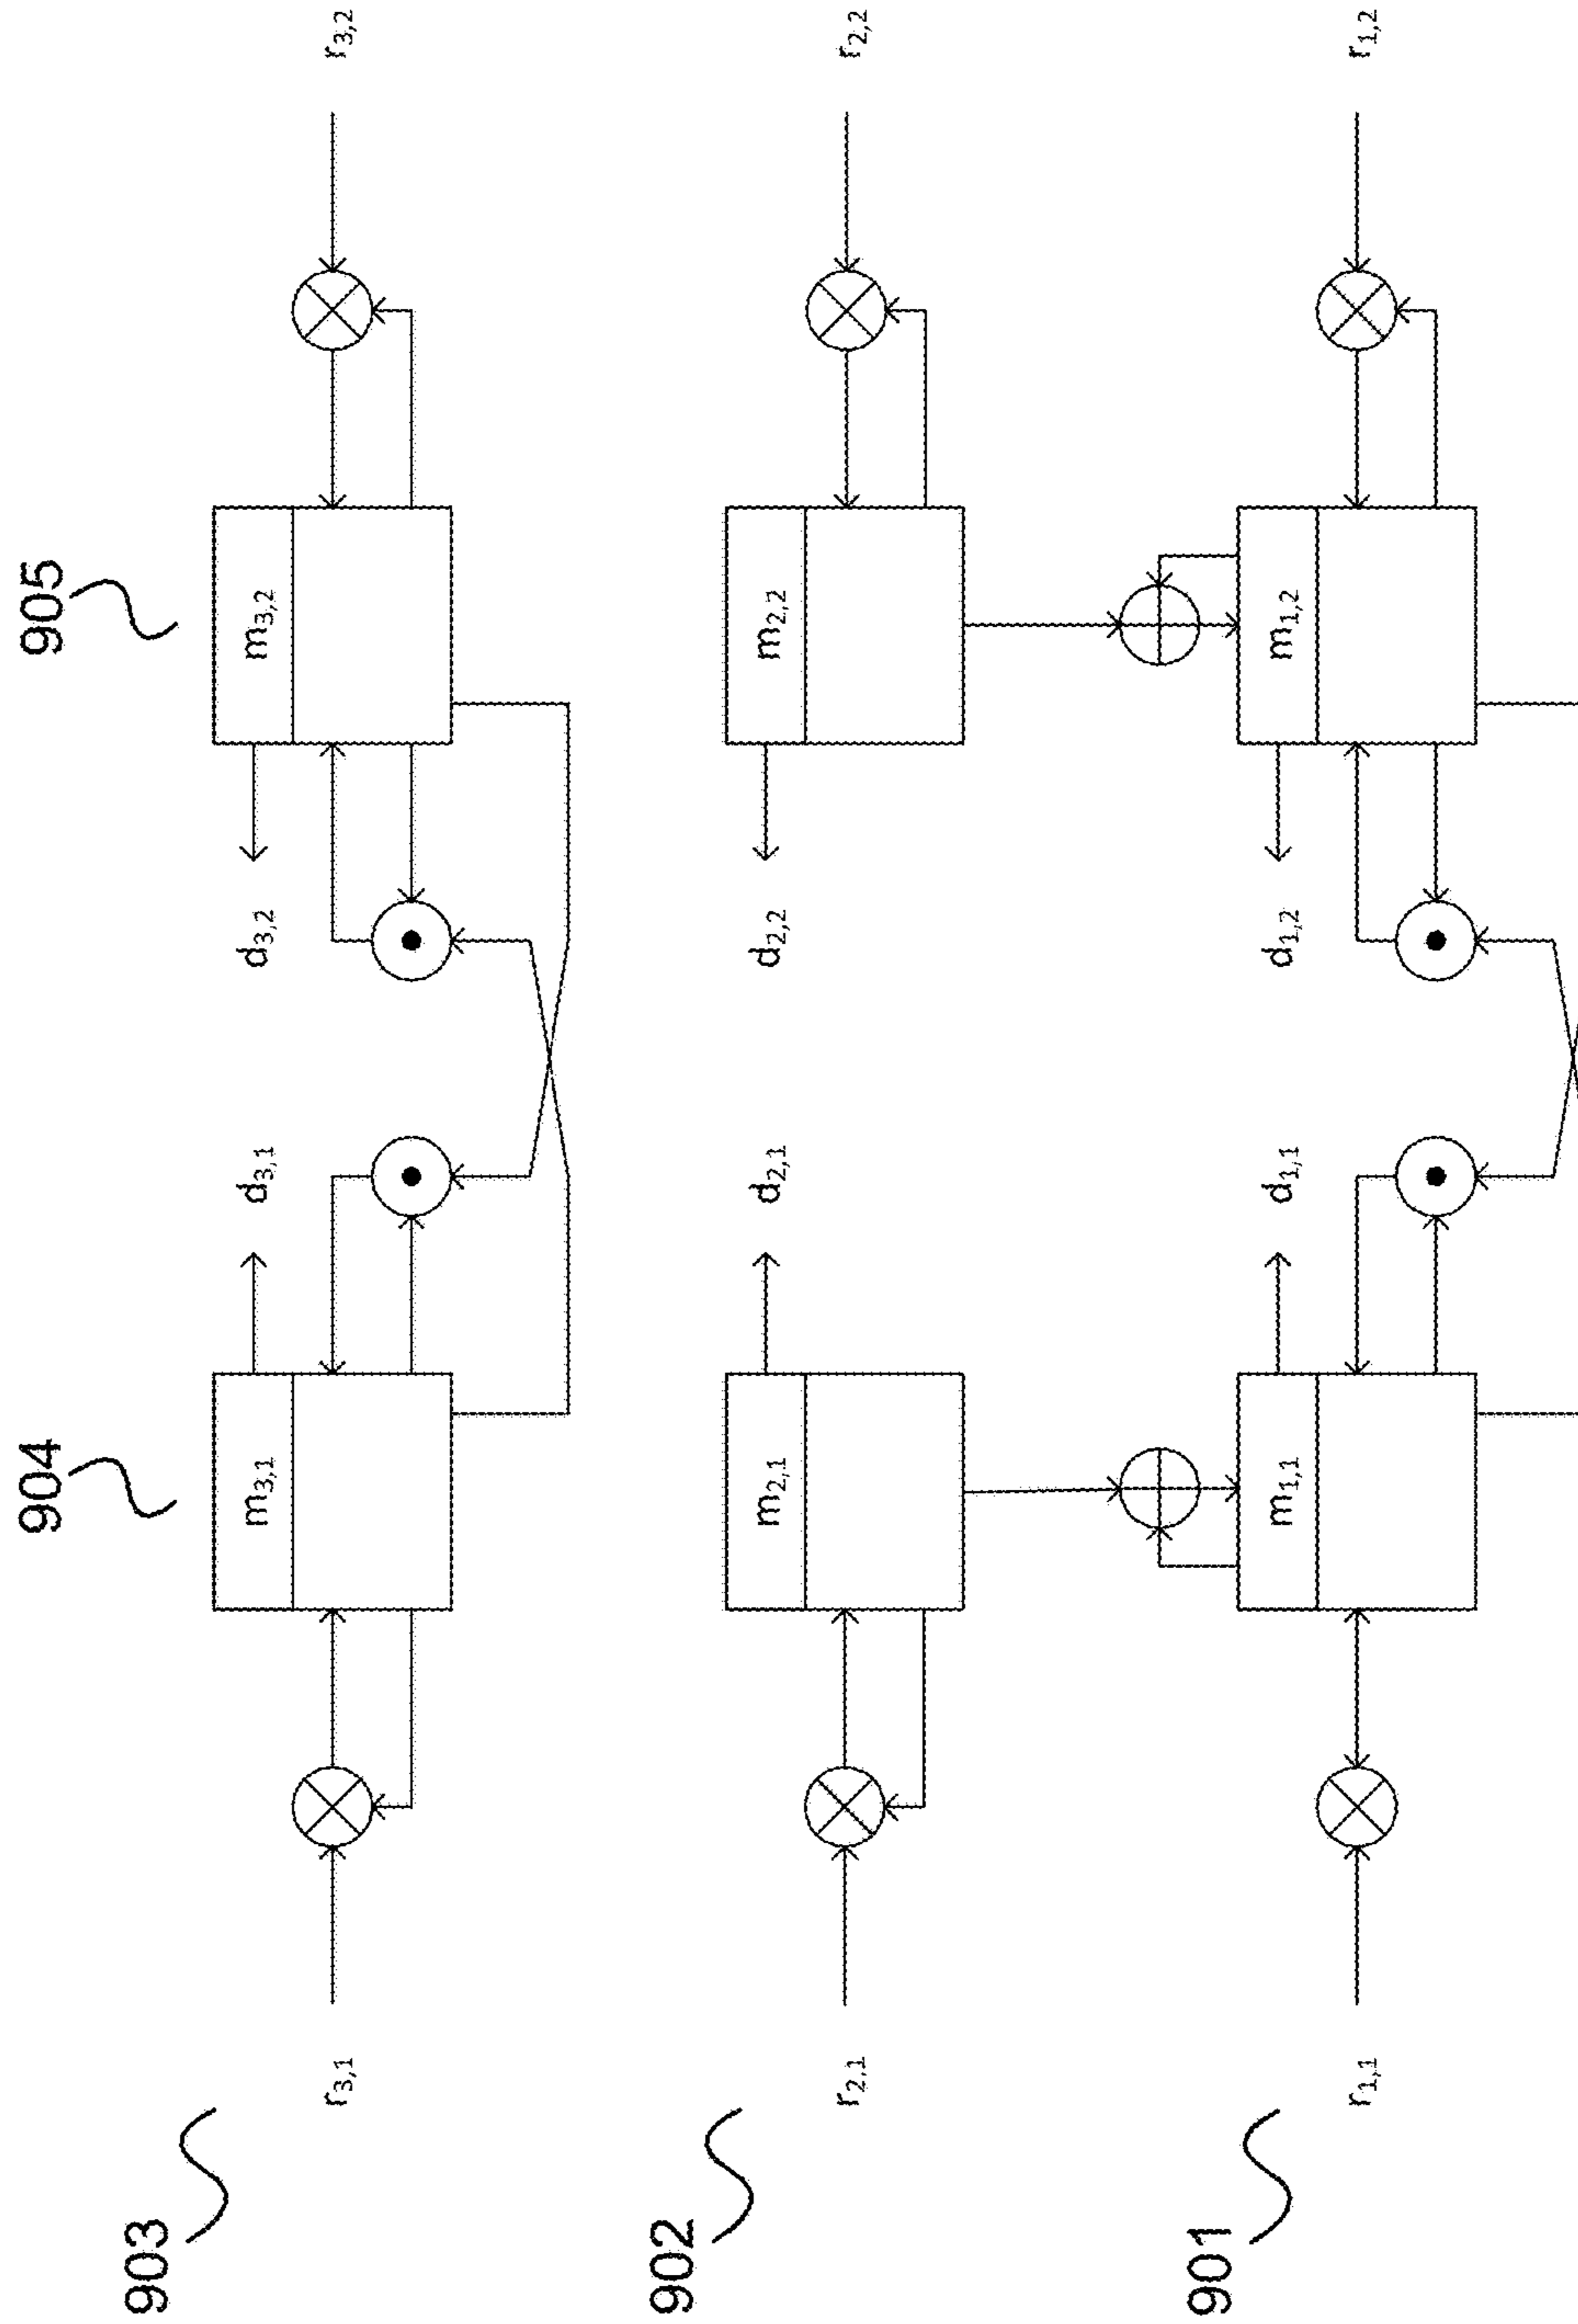 904 905
903
m3,1 d3,1 d3,2 m3,2
r3,1 r3,2
902
m2,1 d2,1 d2,2 m2,2
r2,1 r2,2
901
m1,1 d1,1 d1,2 m1,2
r1,1 r1,2